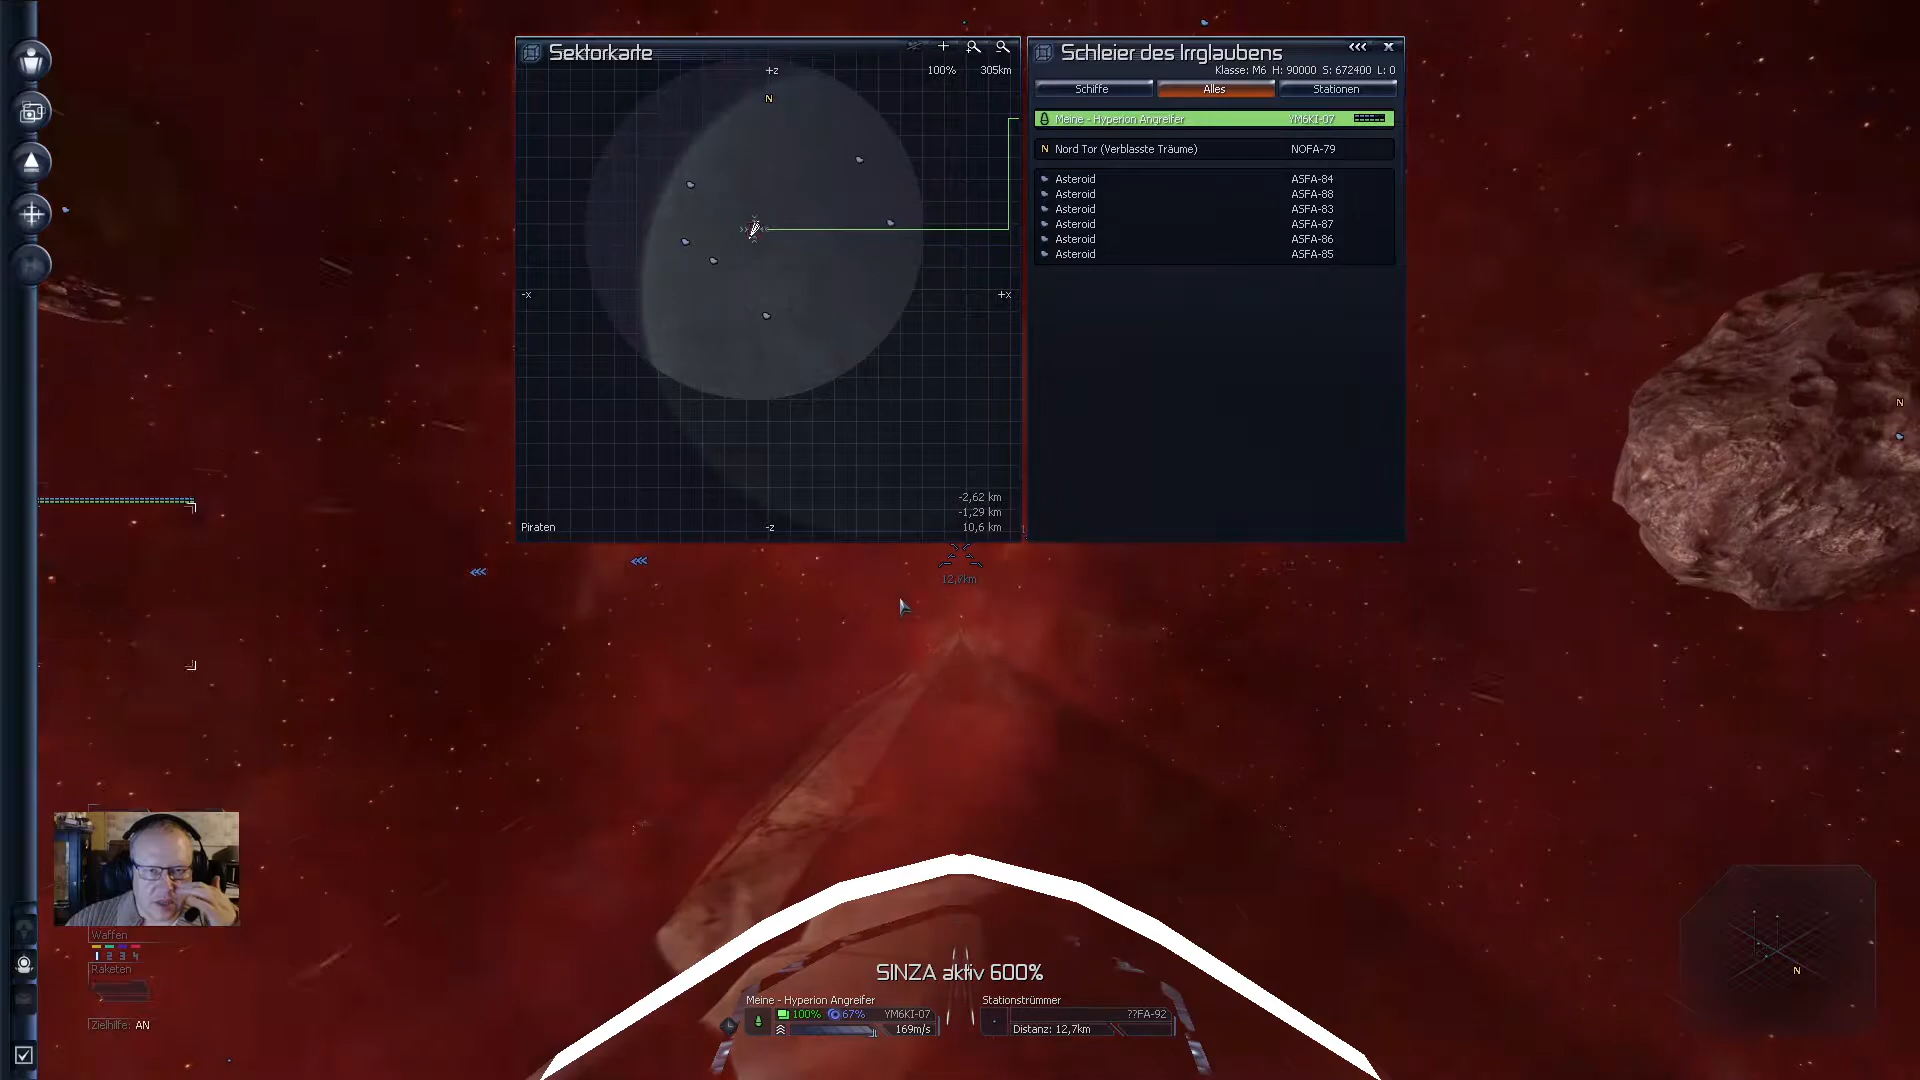 Sektorkarte
100%
305km
+z
N
-x
+x
-2,62 km
-1,29 km
10,6 km
Piraten
-z
Schleier des Irrglaubens
Klasse: M6 H: 90000 S: 672400 L: 0
Schiffe
Alles
Stationen
Meine - Hyperion Angreifer YM6KI-07
N Nord Tor (Verblasste Träume) NOFA-79
Asteroid ASFA-84
Asteroid ASFA-88
Asteroid ASFA-83
Asteroid ASFA-87
Asteroid ASFA-86
Asteroid ASFA-85
N
12,7km
Waffen
1 2 3 4
Raketen
Zielhilfe: AN
SINZA aktiv 600%
Meine - Hyperion Angreifer
100% 67% YM6KI-07
169m/s
Stationstrümmer
??FA-92
Distanz: 12,7km
N